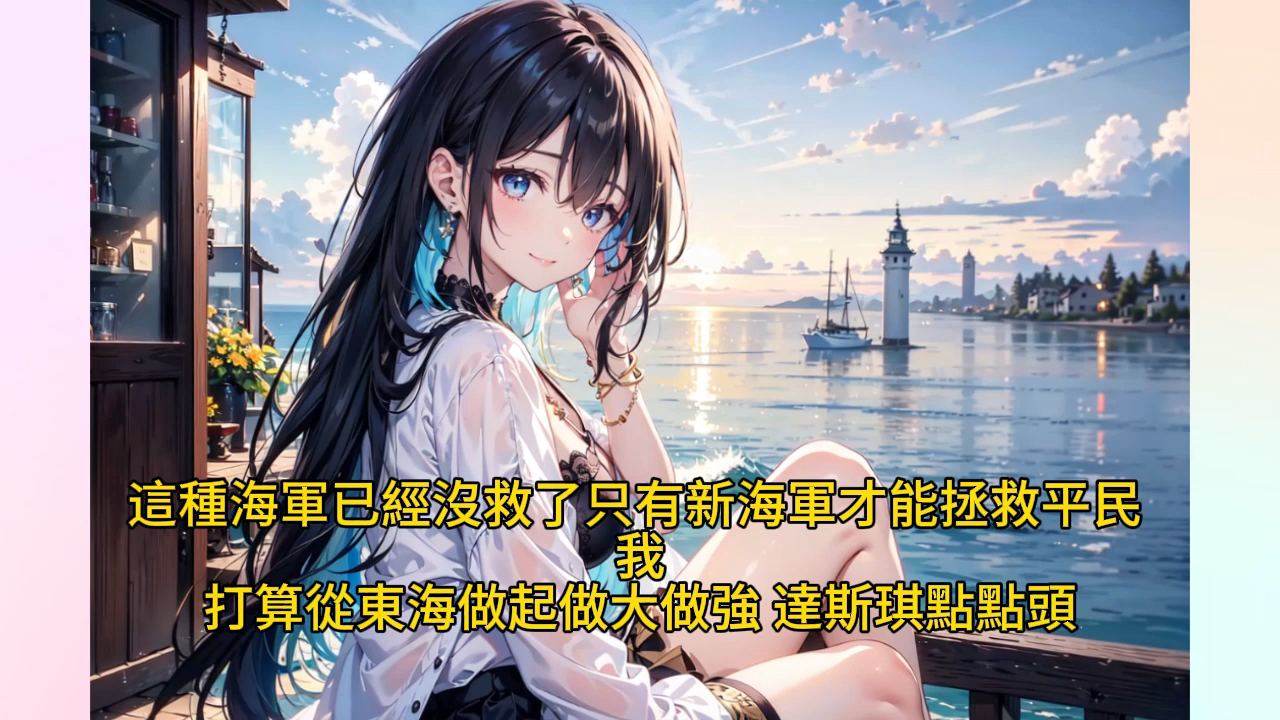 這種海軍已經沒救了只有新海軍才能拯救平民
我
打算從東海做起做大做強 達斯琪點點頭